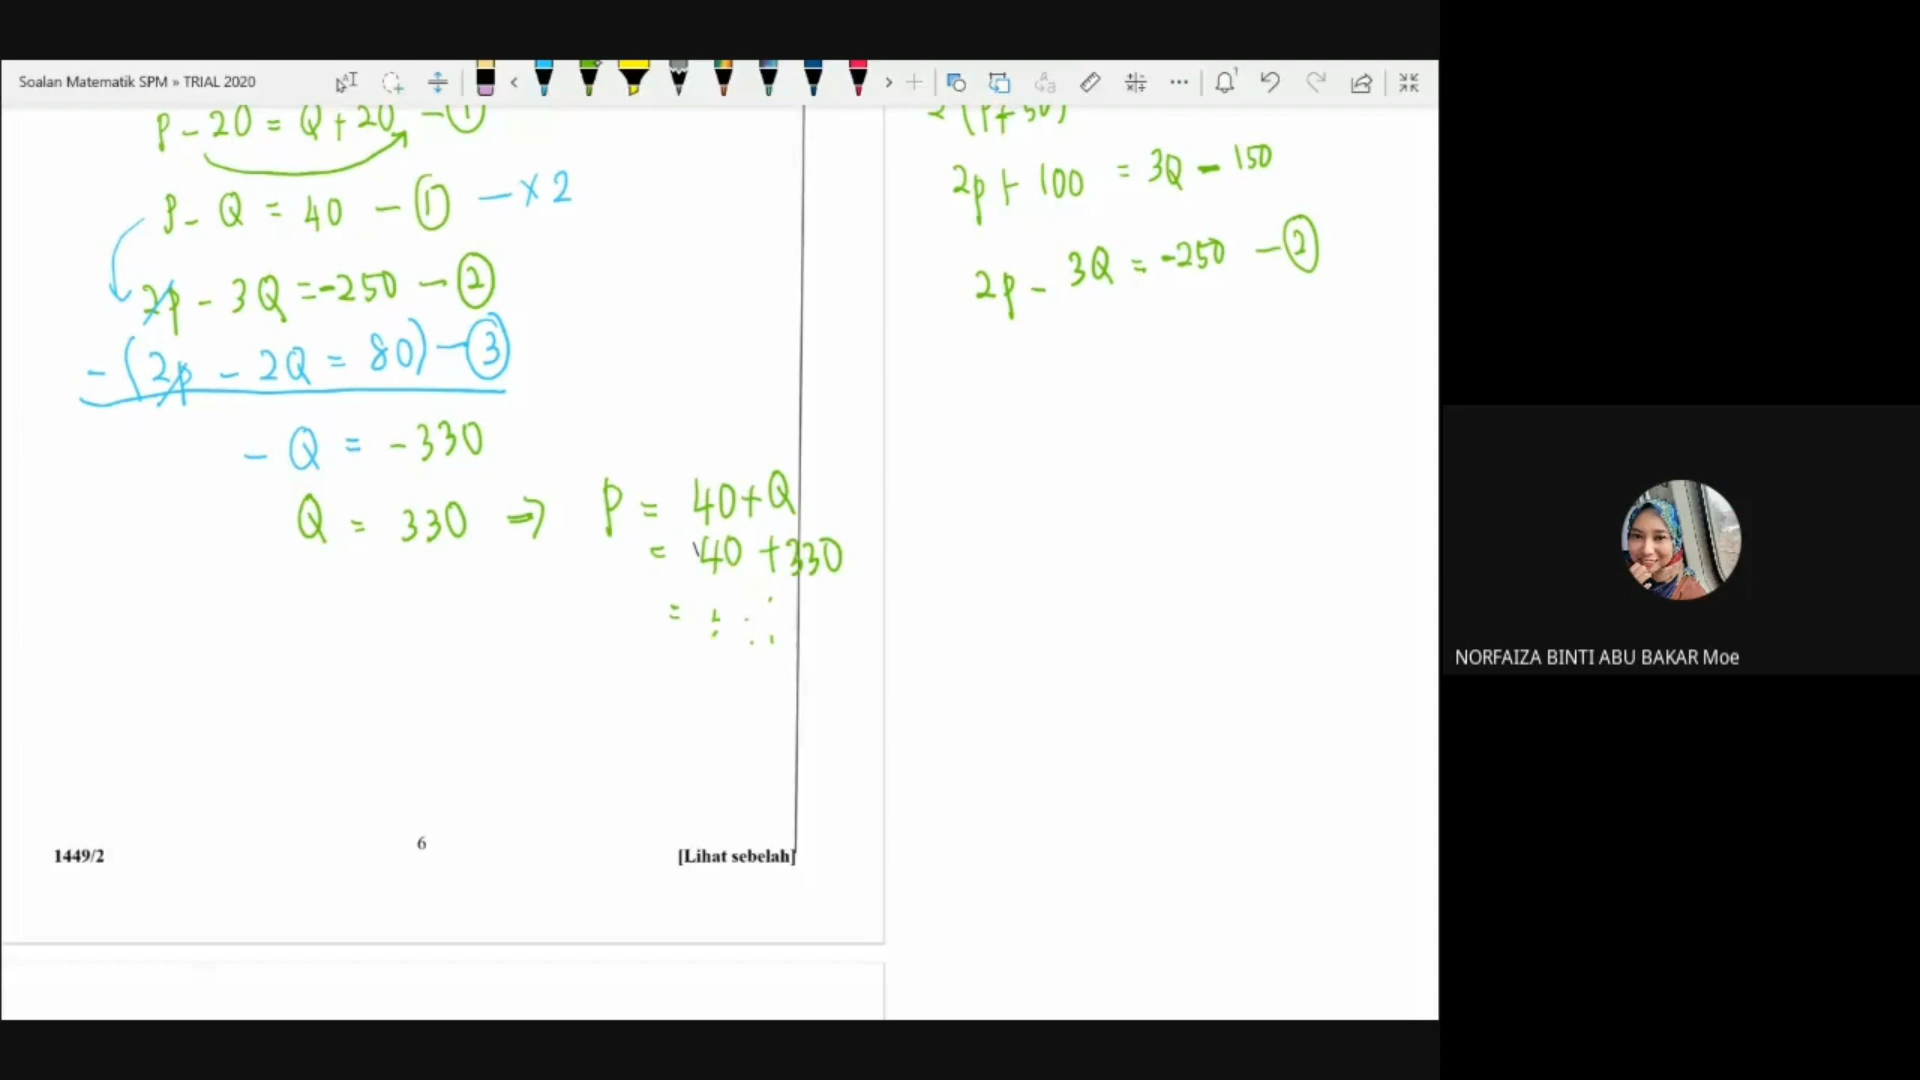 Soalan Matematik SPM » TRIAL 2020
P - 20 = Q + 20 - ①
P - Q = 40 - ① - × 2
2P - 3Q = -250 - ②
- (2P - 2Q = 80) - ③
- Q = - 330
Q = 330 ⇒ P = 40 + Q
= 40 + 330
=
2P + 100 = 3Q - 150
2P - 3Q = -250 - ②
6
1449/2
[Lihat sebelah]
NORFAIZA BINTI ABU BAKAR Moe